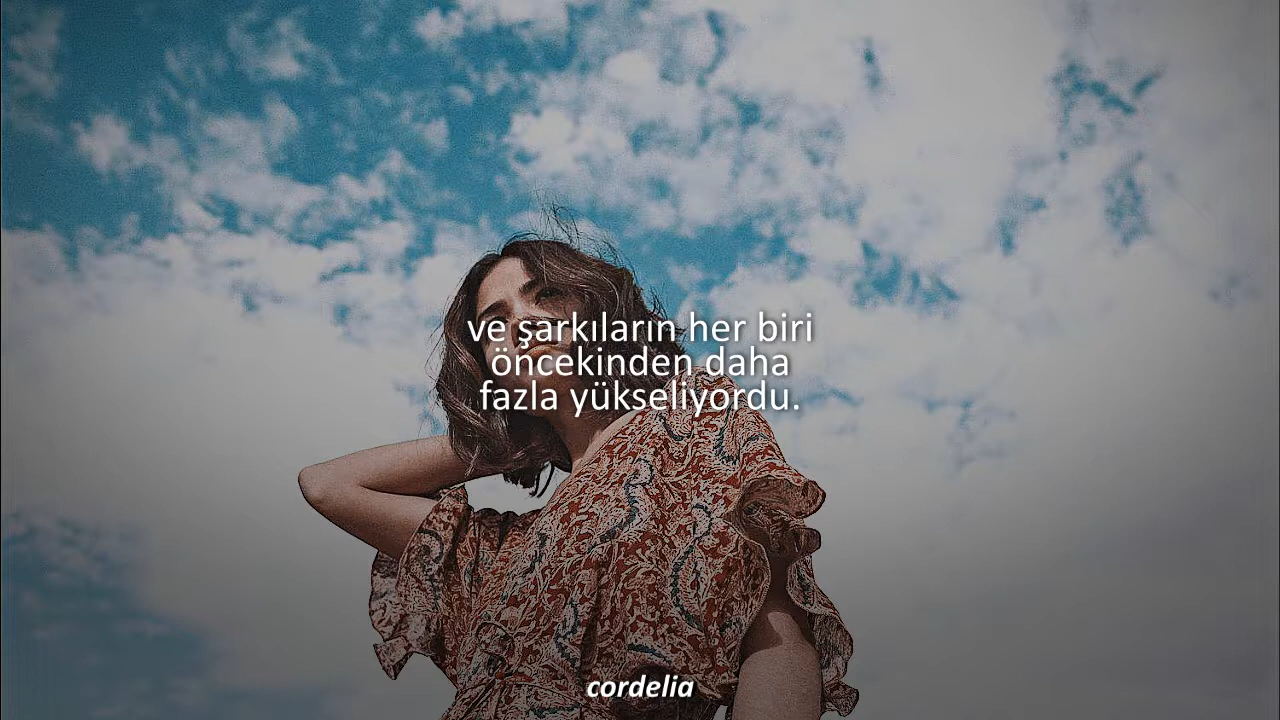 ve şarkıların her biri
öncekinden daha
fazla yükseliyordu.
cordelia